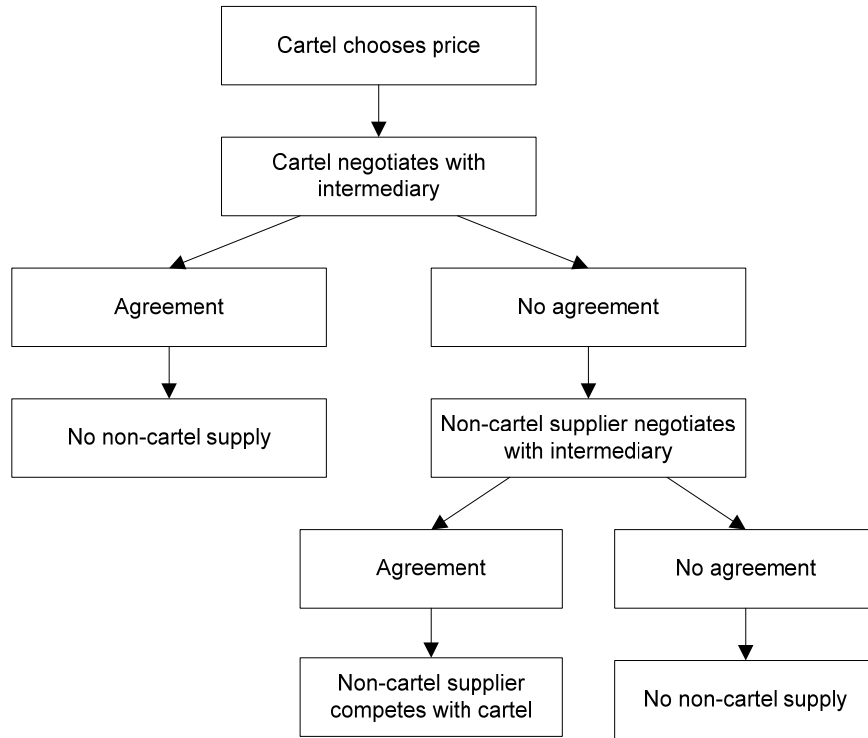 Cartel chooses price
Cartel negotiates with
intermediary
Agreement
No agreement
No non-cartel supply
Non-cartel supplier negotiates
with intermediary
Agreement
No agreement
Non-cartel supplier
competes with cartel
No non-cartel supply